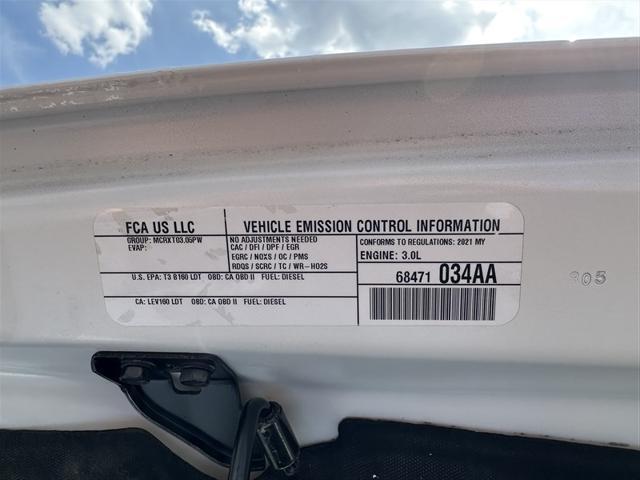 FCA US LLC
VEHICLE EMISSION CONTROL INFORMATION
GROUP: MCRXT03.05PW
EVAP:
NO ADJUSTMENTS NEEDED
CAC / DFI / DPF / EGR
EGRC / NOXS / OC / PMS
RDQS / SCRC / TC / WR-HO2S
CONFORMS TO REGULATIONS: 2021 MY
ENGINE: 3.0L
68471 034AA
U.S. EPA: T3 B160 LDT OBD: CA OBD II FUEL: DIESEL
CA: LEV160 LDT OBD: CA OBD II FUEL: DIESEL
805